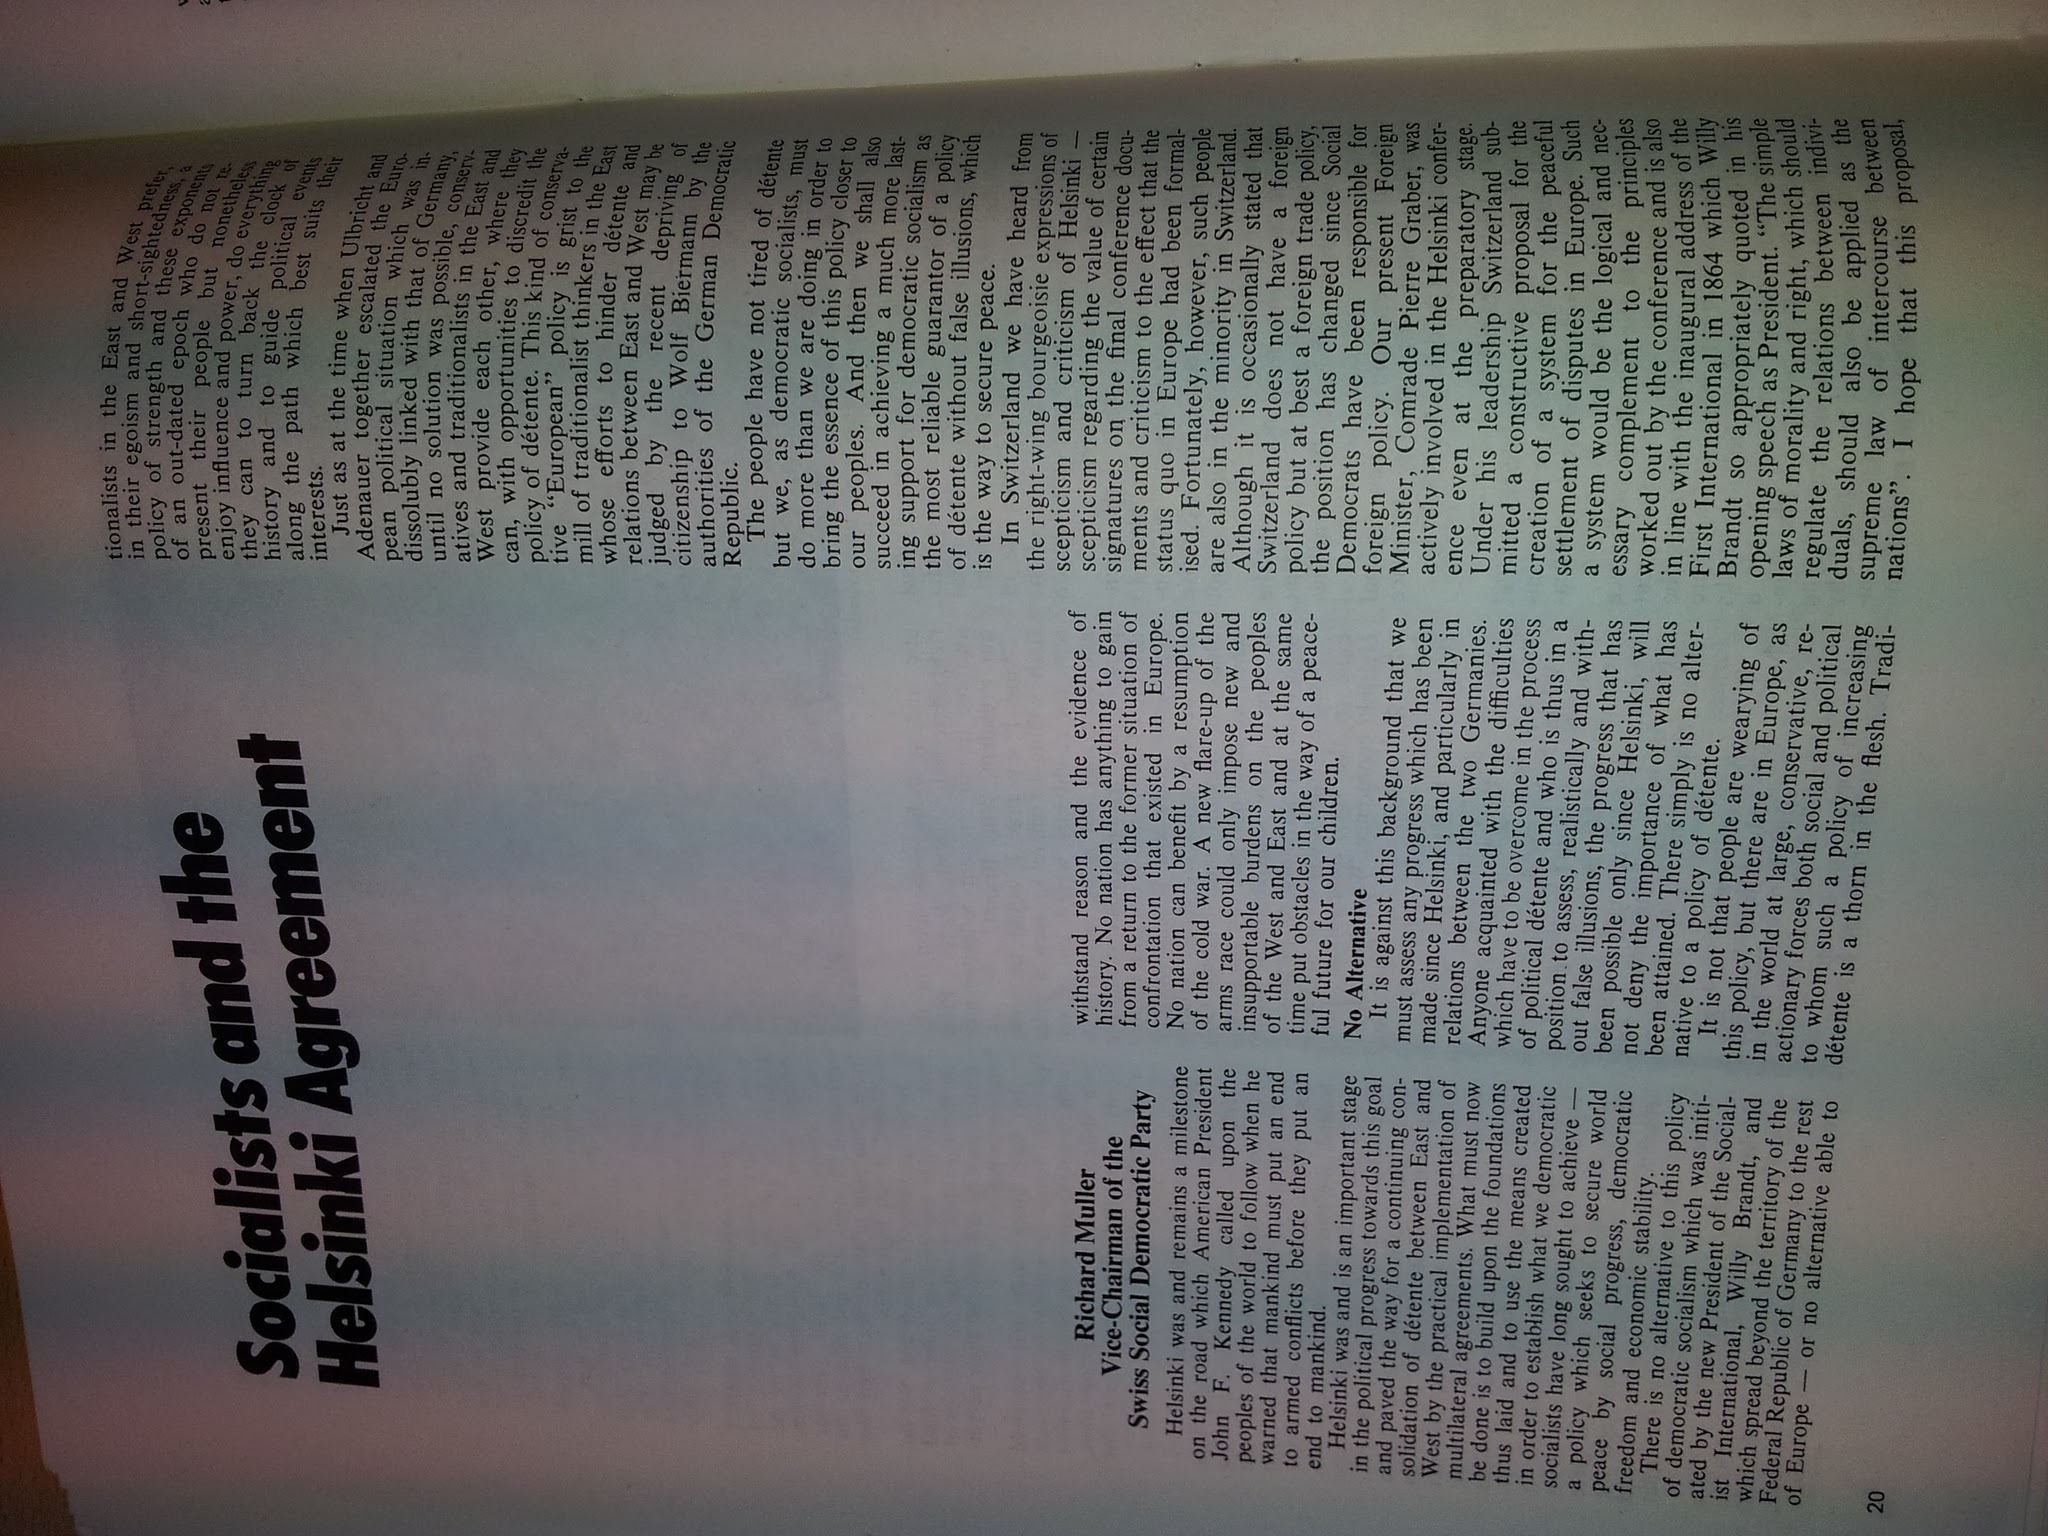 Socialists and the
Helsinki Agreement
Richard Muller
Vice-Chairman of the
Swiss Social Democratic Party
Helsinki was and remains a milestone
on the road which American President
John F. Kennedy called upon the
peoples of the world to follow when he
warned that mankind must put an end
to armed conflicts before they put an
end to mankind.
Helsinki was and is an important stage
in the political progress towards this goal
and paved the way for a continuing con-
solidation of détente between East and
West by the practical implementation of
multilateral agreements. What must now
be done is to build upon the foundations
thus laid and to use the means created
in order to establish what we democratic
socialists have long sought to achieve —
a policy which seeks to secure world
peace by social progress, democratic
freedom and economic stability.
There is no alternative to this policy
of democratic socialism which was initi-
ated by the new President of the Social-
ist International, Willy Brandt, and
which spread beyond the territory of the
Federal Republic of Germany to the rest
of Europe — or no alternative able to
withstand reason and the evidence of
history. No nation has anything to gain
from a return to the former situation of
confrontation that existed in Europe.
No nation can benefit by a resumption
of the cold war. A new flare-up of the
arms race could only impose new and
insupportable burdens on the peoples
of the West and East and at the same
time put obstacles in the way of a peace-
ful future for our children.
No Alternative
It is against this background that we
must assess any progress which has been
made since Helsinki, and particularly in
relations between the two Germanies.
Anyone acquainted with the difficulties
which have to be overcome in the process
of political détente and who is thus in a
position to assess, realistically and with-
out false illusions, the progress that has
been possible only since Helsinki, will
not deny the importance of what has
been attained. There simply is no alter-
native to a policy of détente.
It is not that people are wearying of
this policy, but there are in Europe, as
in the world at large, conservative, re-
actionary forces both social and political
to whom such a policy of increasing
détente is a thorn in the flesh. Tradi-
tionalists in the East and West prefer,
in their egoism and short-sightedness, a
policy of strength and these exponents
of an out-dated epoch who do not re-
present their people but nonetheless
enjoy influence and power, do everything
they can to turn back the clock of
history and to guide political events
along the path which best suits their
interests.
Just as at the time when Ulbricht and
Adenauer together escalated the Euro-
pean political situation which was in-
dissolubly linked with that of Germany,
until no solution was possible, conserv-
atives and traditionalists in the East and
West provide each other, where they
can, with opportunities to discredit the
policy of détente. This kind of conserva-
tive "European" policy is grist to the
mill of traditionalist thinkers in the East
whose efforts to hinder détente and
relations between East and West may be
judged by the recent depriving of
citizenship to Wolf Biermann by the
authorities of the German Democratic
Republic.
The people have not tired of détente
but we, as democratic socialists, must
do more than we are doing in order to
bring the essence of this policy closer to
our peoples. And then we shall also
succeed in achieving a much more last-
ing support for democratic socialism as
the most reliable guarantor of a policy
of détente without false illusions, which
is the way to secure peace.
In Switzerland we have heard from
the right-wing bourgeoisie expressions of
scepticism and criticism of Helsinki —
scepticism regarding the value of certain
signatures on the final conference docu-
ments and criticism to the effect that the
status quo in Europe had been formal-
ised. Fortunately, however, such people
are also in the minority in Switzerland.
Although it is occasionally stated that
Switzerland does not have a foreign
policy but at best a foreign trade policy,
the position has changed since Social
Democrats have been responsible for
foreign policy. Our present Foreign
Minister, Comrade Pierre Graber, was
actively involved in the Helsinki confer-
ence even at the preparatory stage.
Under his leadership Switzerland sub-
mitted a constructive proposal for the
creation of a system for the peaceful
settlement of disputes in Europe. Such
a system would be the logical and nec-
essary complement to the principles
worked out by the conference and is also
in line with the inaugural address of the
First International in 1864 which Willy
Brandt so appropriately quoted in his
opening speech as President. "The simple
laws of morality and right, which should
regulate the relations between indivi-
duals, should also be applied as the
supreme law of intercourse between
nations". I hope that this proposal,
20